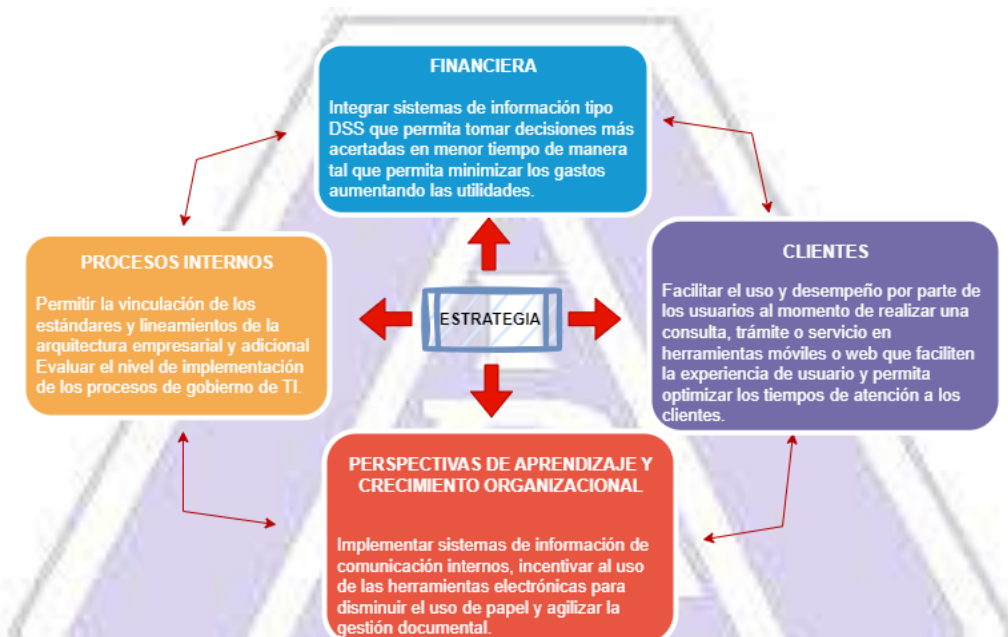 FINANCIERA
Integrar sistemas de información tipo
DSS que permita tomar decisiones más
acertadas en menor tiempo de manera
tal que permita minimizar los gastos
aumentando las utilidades.
PROCESOS INTERNOS
Permitir la vinculación de los
estándares y lineamientos de la
arquitectura empresarial y adicional
Evaluar el nivel de implementación
de los procesos de gobierno de TI.
ESTRATEGIA
CLIENTES
Facilitar el uso y desempeño por parte de
los usuarios al momento de realizar una
consulta, trámite o servicio en
herramientas móviles o web que faciliten
la experiencia de usuario y permita
optimizar los tiempos de atención a los
clientes.
PERSPECTIVAS DE APRENDIZAJE Y
CRECIMIENTO ORGANIZACIONAL
Implementar sistemas de información de
comunicación internos, incentivar al uso
de las herramientas electrónicas para
disminuir el uso de papel y agilizar la
gestión documental.